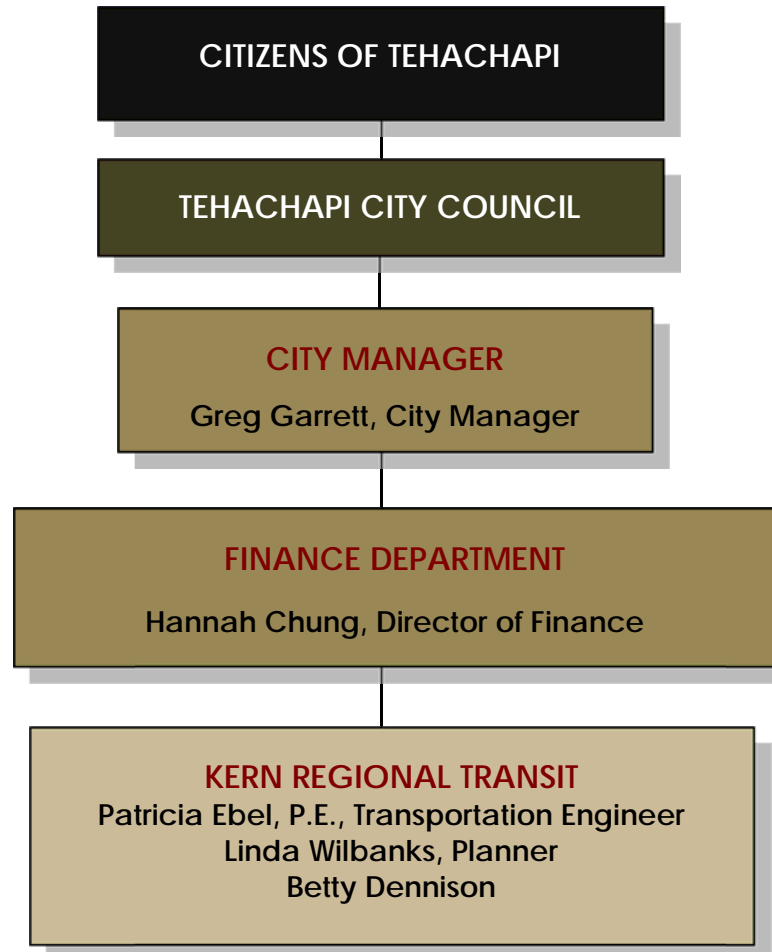 CITIZENS OF TEHACHAPI
TEHACHAPI CITY COUNCIL
CITY MANAGER
Greg Garrett, City Manager
FINANCE DEPARTMENT
Hannah Chung, Director of Finance
KERN REGIONAL TRANSIT
Patricia Ebel, P.E., Transportation Engineer
Linda Wilbanks, Planner
Betty Dennison